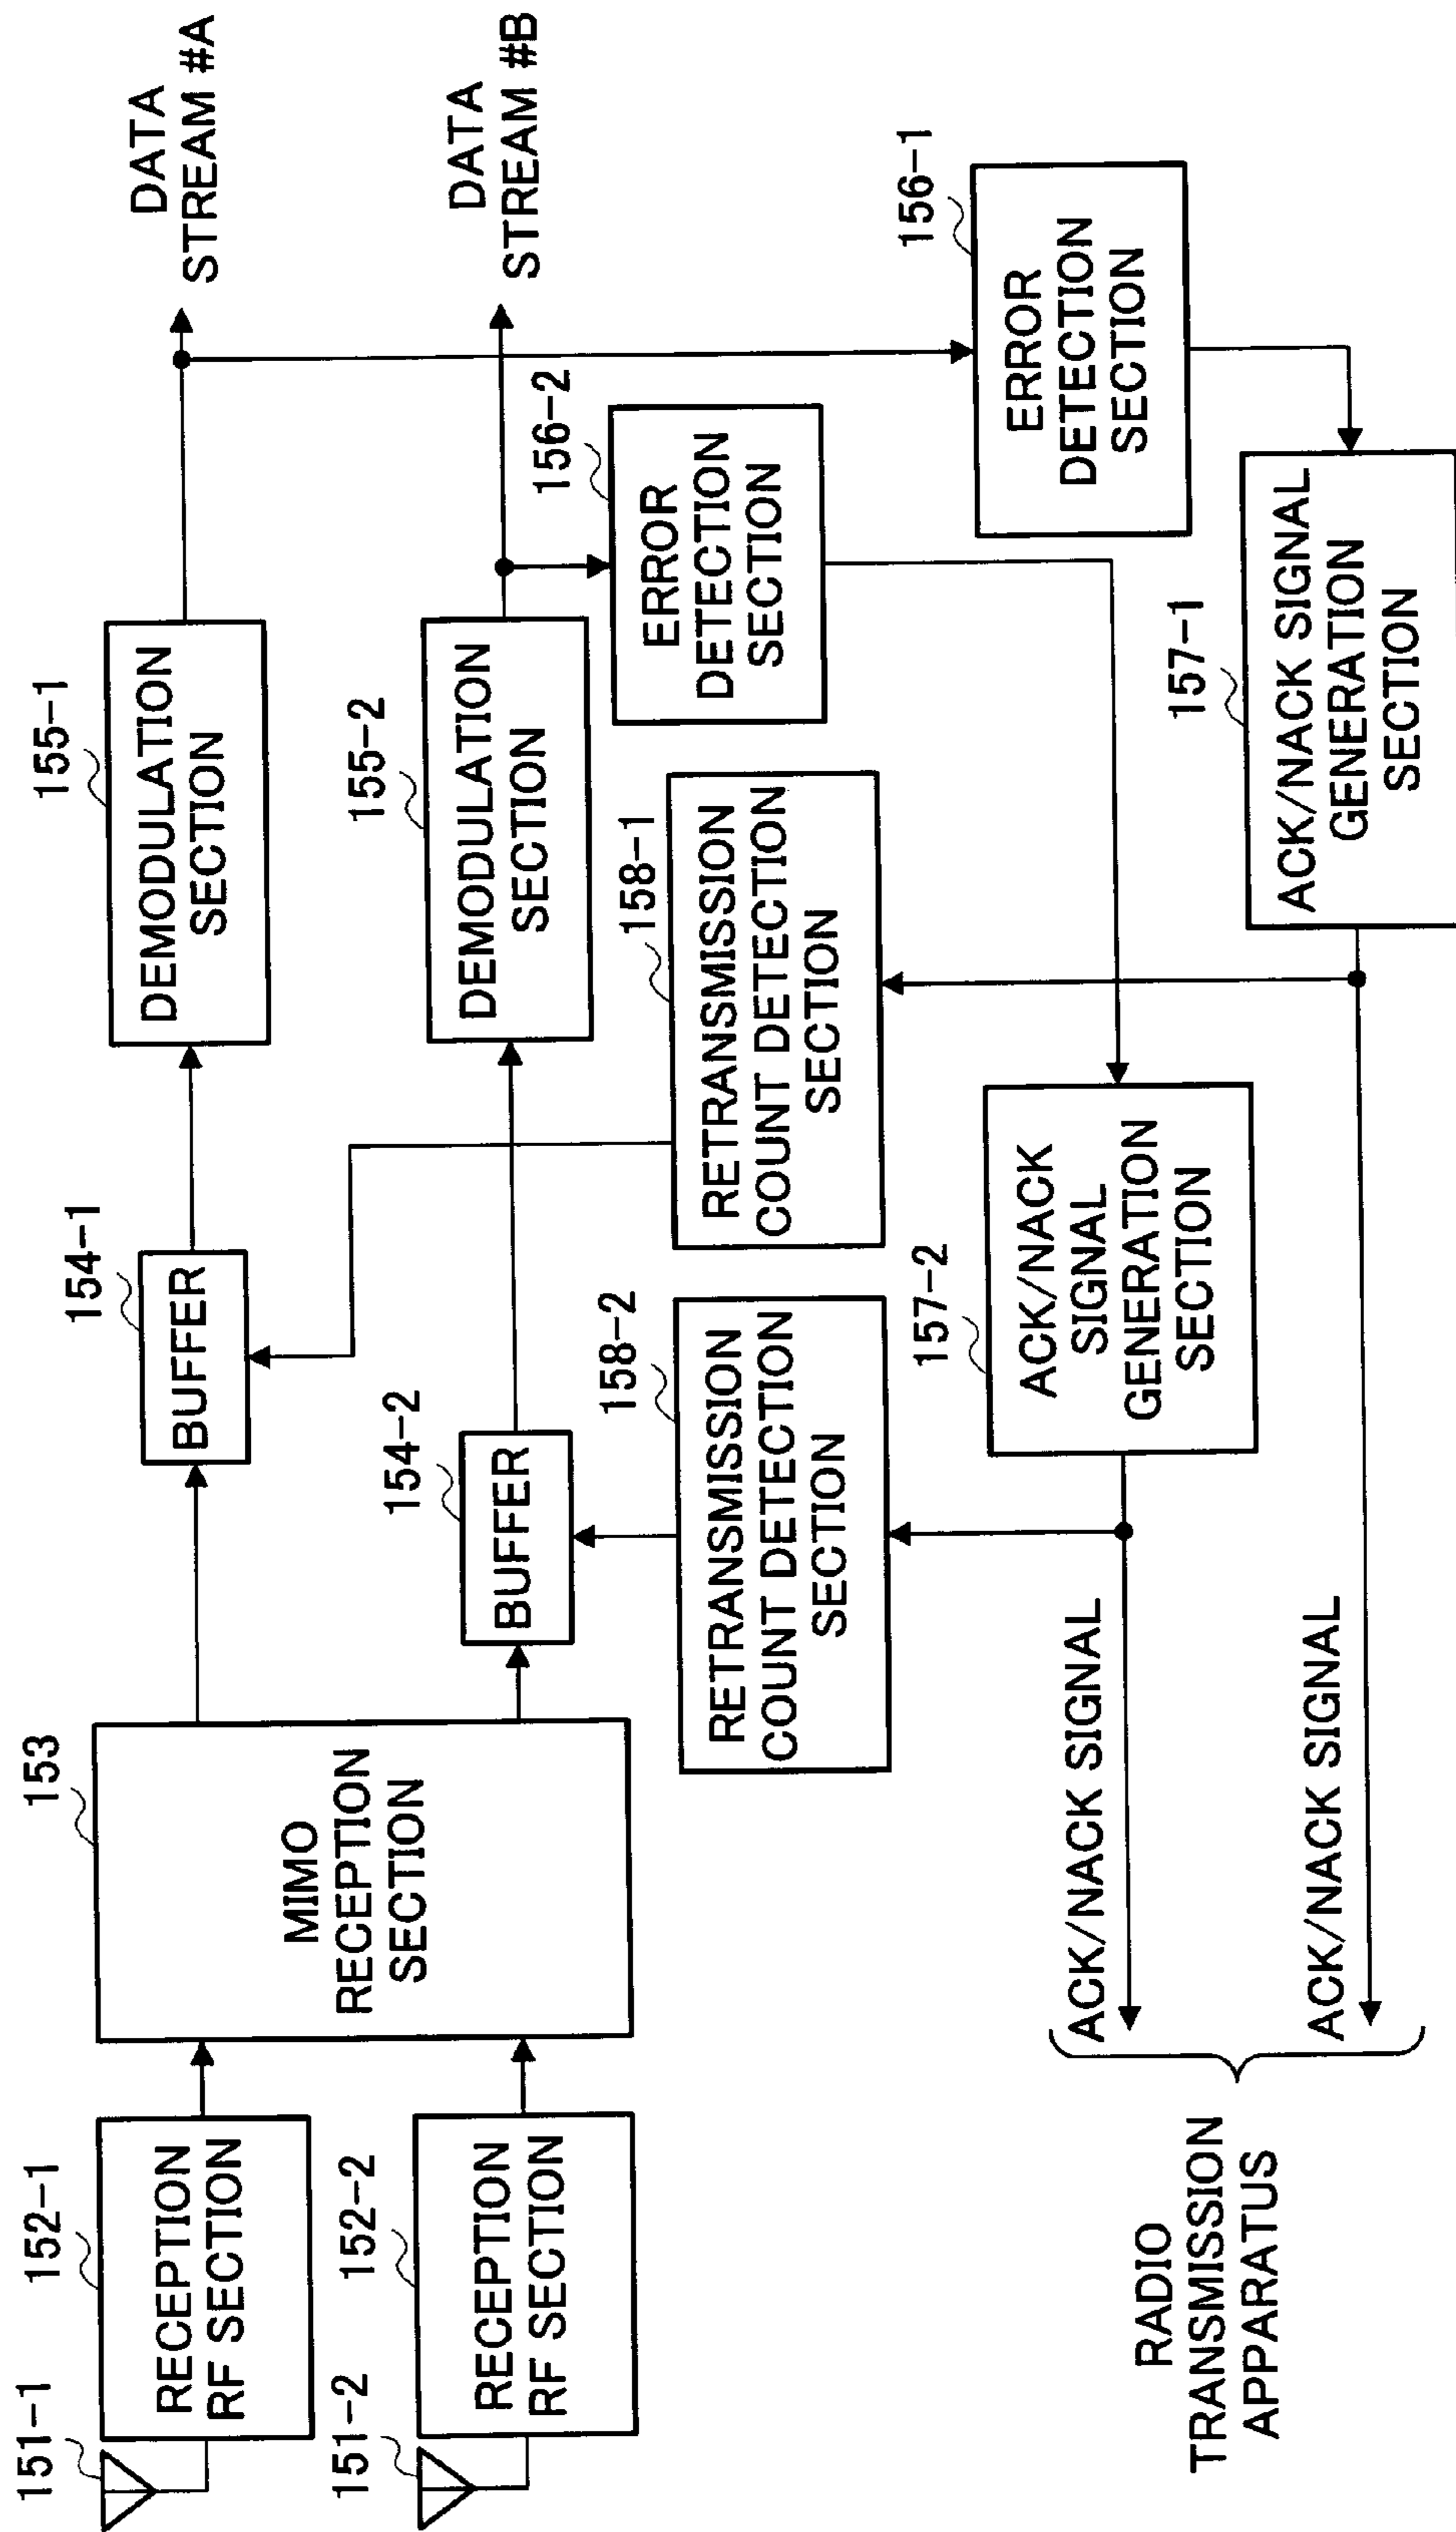 151-1
152-1
RECEPTION
RF SECTION
151-2
152-2
RECEPTION
RF SECTION
153
MIMO
RECEPTION
SECTION
154-1
BUFFER
154-2
BUFFER
155-1
DEMODULATION
SECTION
155-2
DEMODULATION
SECTION
DATA
STREAM #A
DATA
STREAM #B
156-2
ERROR
DETECTION
SECTION
156-1
ERROR
DETECTION
SECTION
158-1
RETRANSMISSION
COUNT DETECTION
SECTION
158-2
RETRANSMISSION
COUNT DETECTION
SECTION
157-2
ACK/NACK
SIGNAL
GENERATION
SECTION
157-1
ACK/NACK SIGNAL
GENERATION
SECTION
ACK/NACK SIGNAL
ACK/NACK SIGNAL
RADIO
TRANSMISSION
APPARATUS